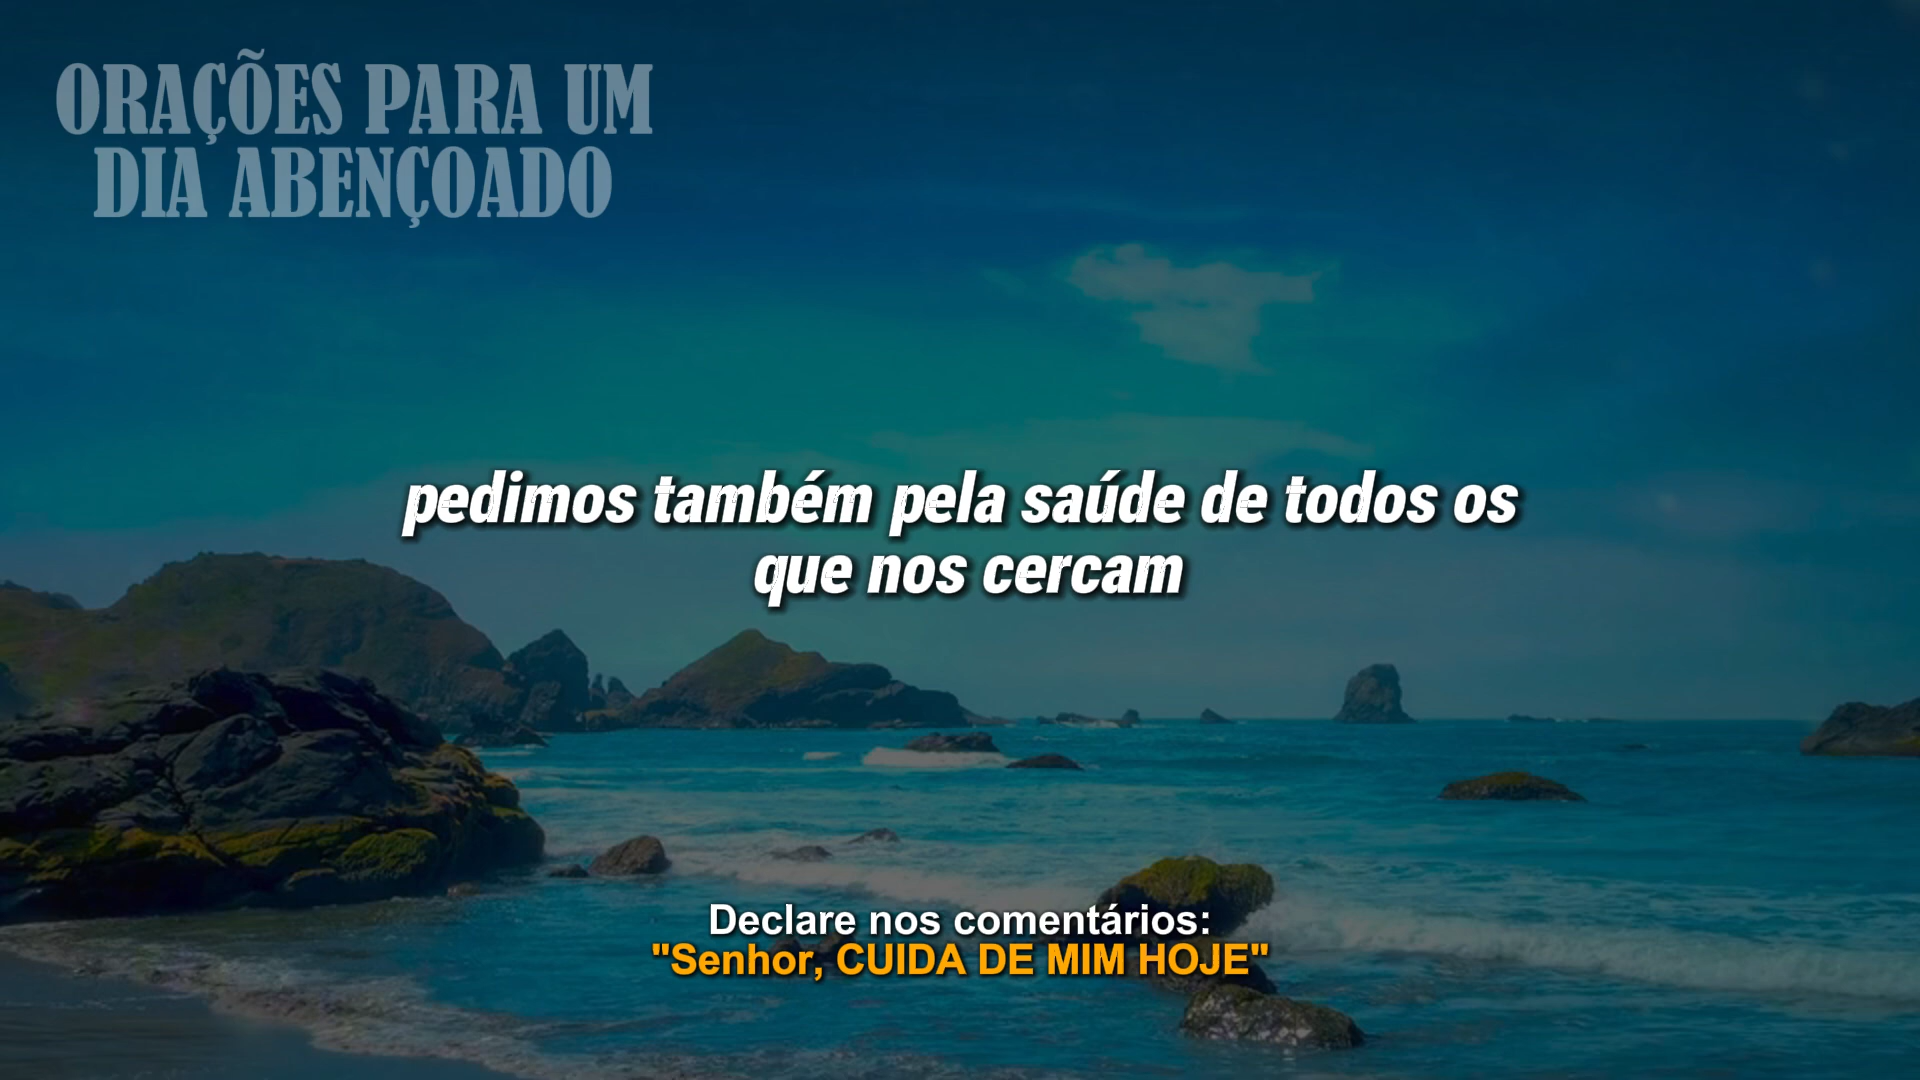 ORAÇÕES PARA UM
DIA ABENÇOADO
pedimos também pela saúde de todos os
que nos cercam
Declare nos comentários:
"Senhor, CUIDA DE MIM HOJE"